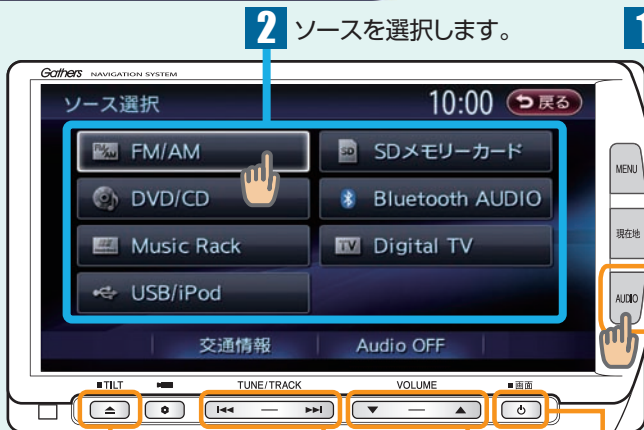 2 ソースを選択します。
1
Gathers NAVIGATION SYSTEM
ソース選択 10:00 戻る
FM/AM SDメモリーカード
DVD/CD Bluetooth AUDIO
Music Rack TV Digital TV
USB/iPod
交通情報 Audio OFF
MENU
現在地
AUDIO
■TILT TUNE/TRACK VOLUME ■画面